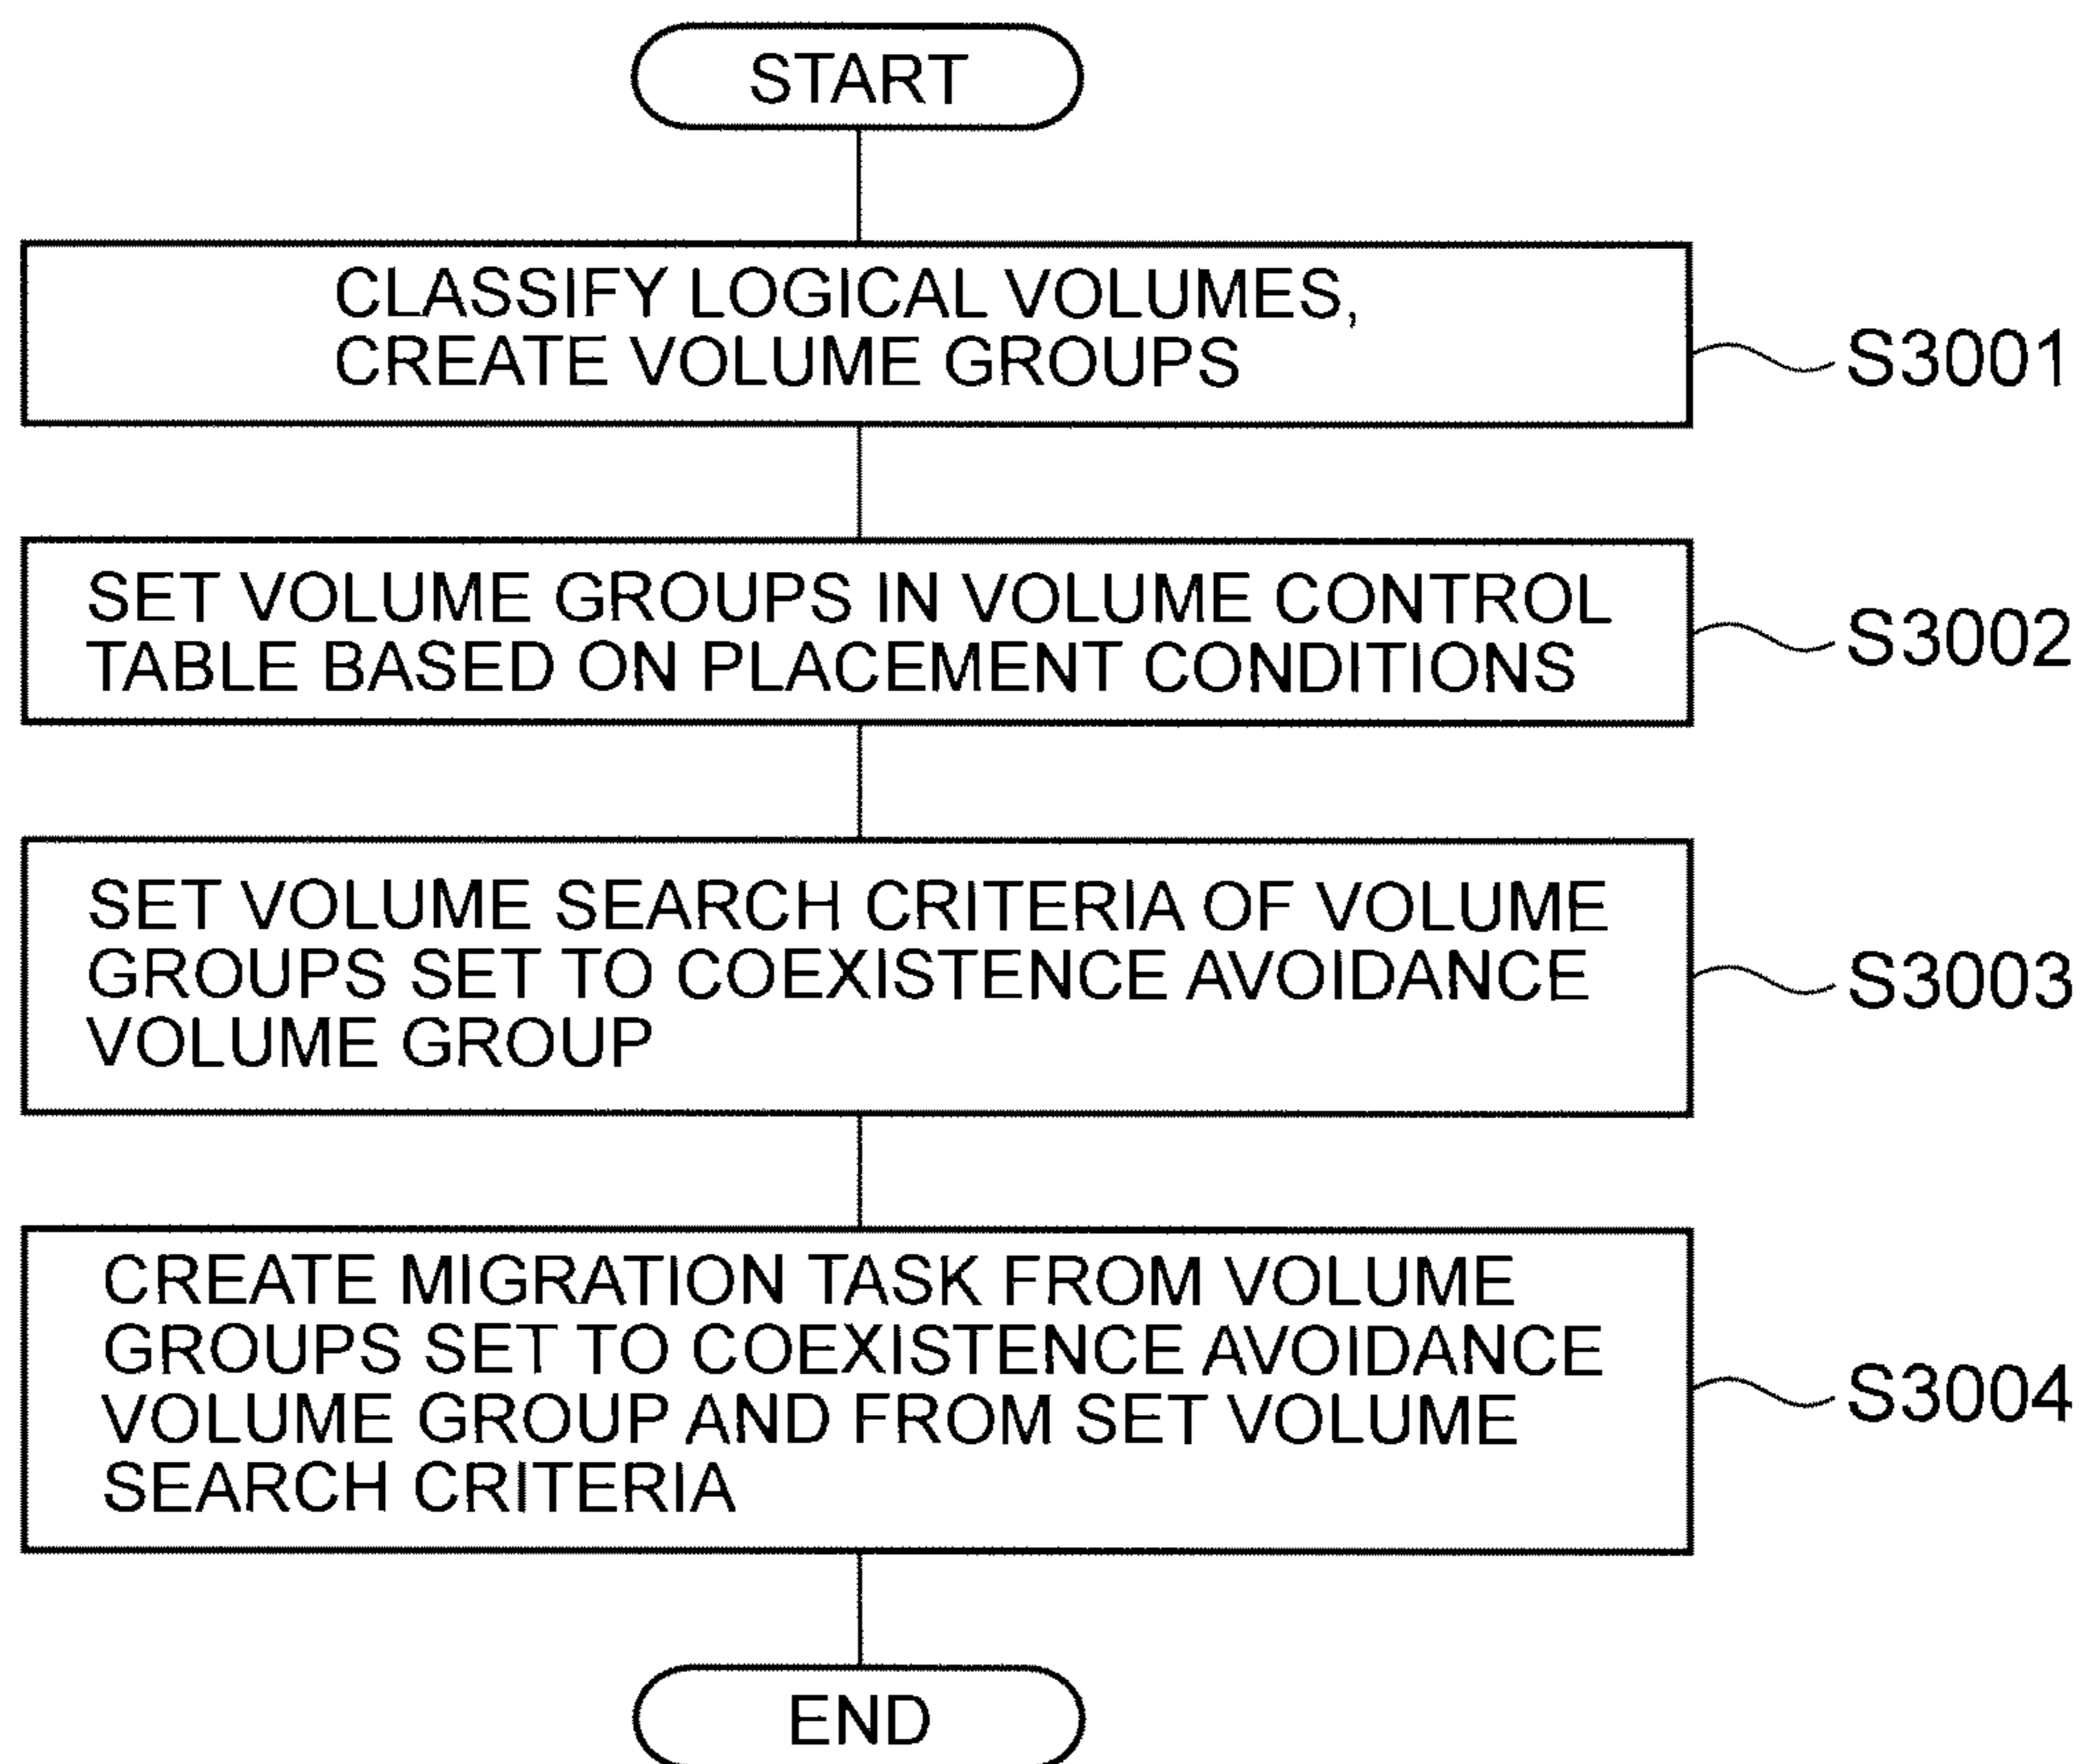 START
CLASSIFY LOGICAL VOLUMES,
CREATE VOLUME GROUPS
S3001
SET VOLUME GROUPS IN VOLUME CONTROL
TABLE BASED ON PLACEMENT CONDITIONS
S3002
SET VOLUME SEARCH CRITERIA OF VOLUME
GROUPS SET TO COEXISTENCE AVOIDANCE
VOLUME GROUP
S3003
CREATE MIGRATION TASK FROM VOLUME
GROUPS SET TO COEXISTENCE AVOIDANCE
VOLUME GROUP AND FROM SET VOLUME
SEARCH CRITERIA
S3004
END